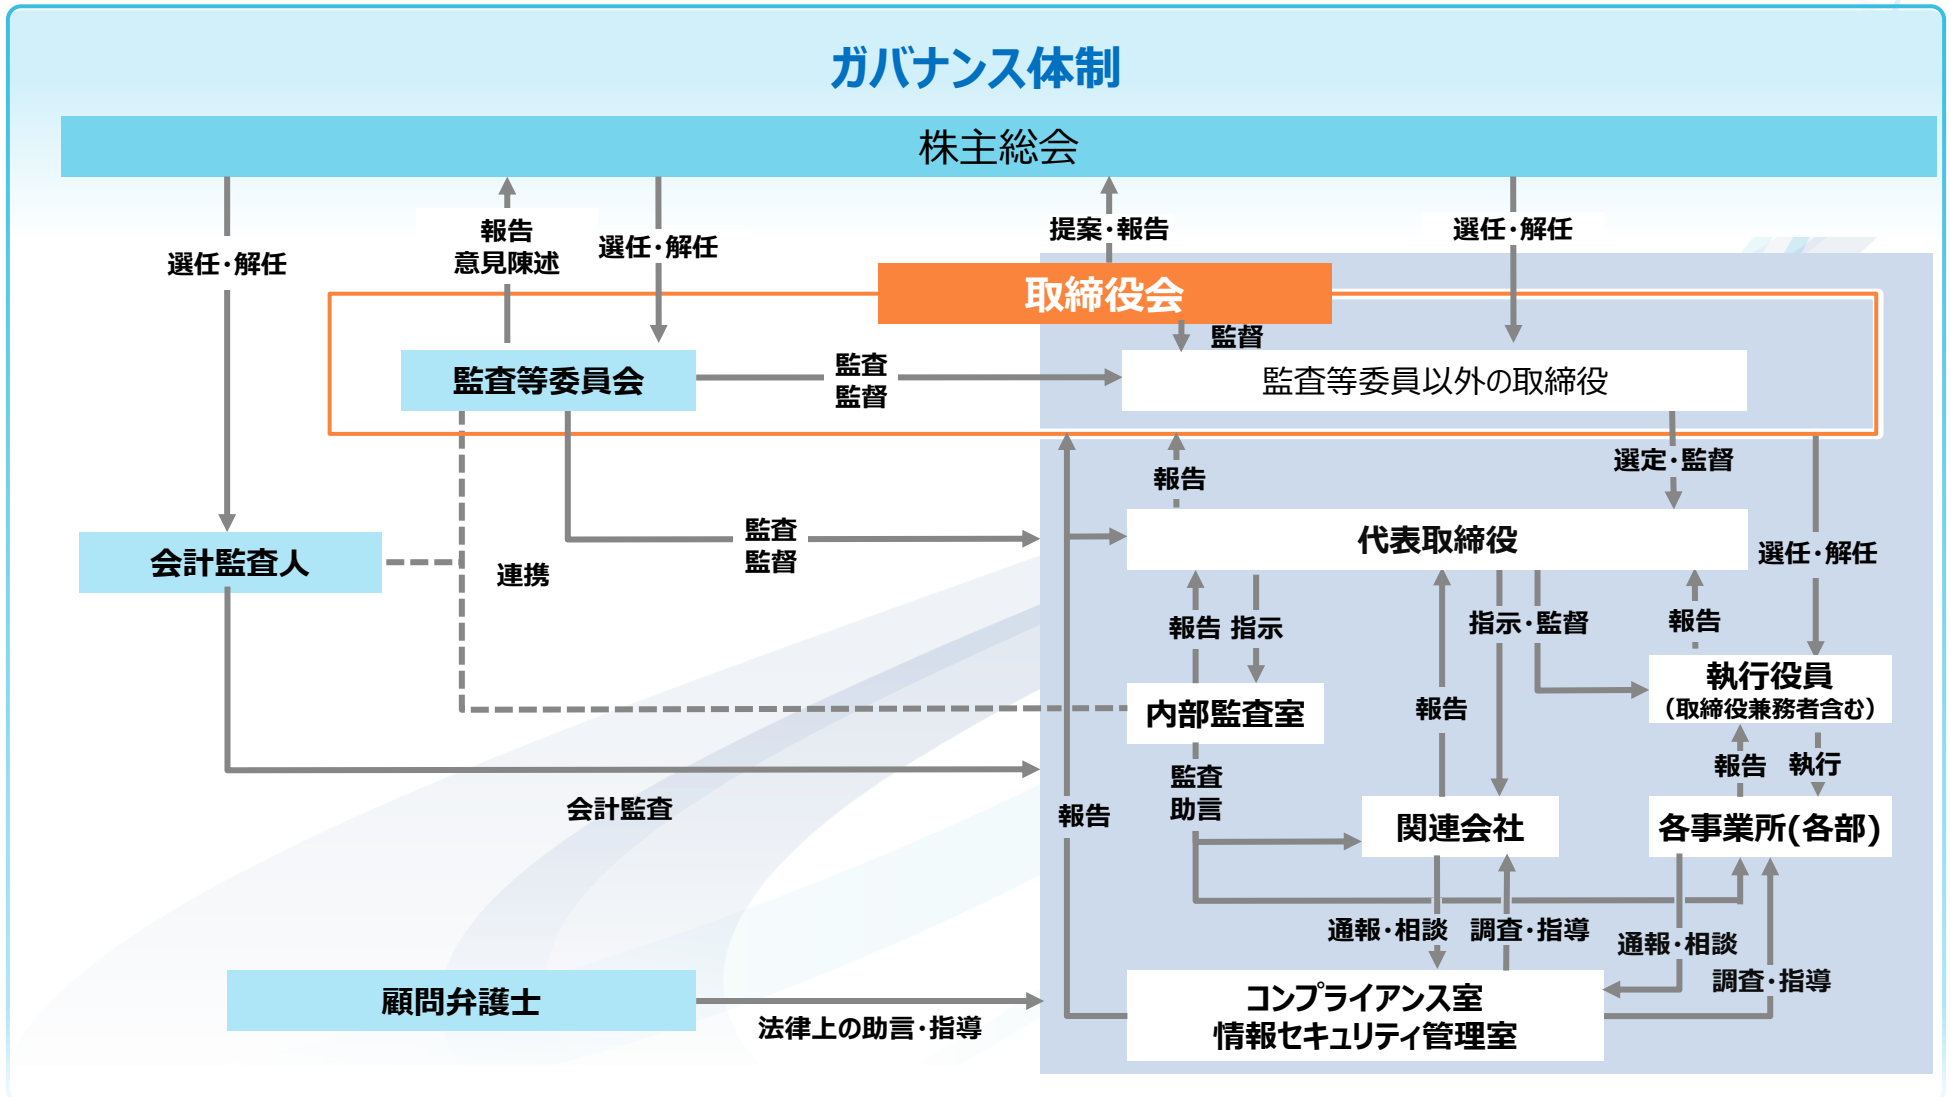 ガバナンス体制
株主総会
選任・解任
報告
意見陳述
選任・解任
提案・報告
選任・解任
取締役会
監督
監査等委員会
監査
監督
監査等委員以外の取締役
報告
選定・監督
監査
監督
代表取締役
選任・解任
会計監査人
連携
報告
指示
指示・監督
報告
執行役員
（取締役兼務者含む）
内部監査室
報告
報告
執行
監査
助言
会計監査
報告
関連会社
各事業所(各部)
通報・相談
調査・指導
通報・相談
調査・指導
顧問弁護士
法律上の助言・指導
コンプライアンス室
情報セキュリティ管理室